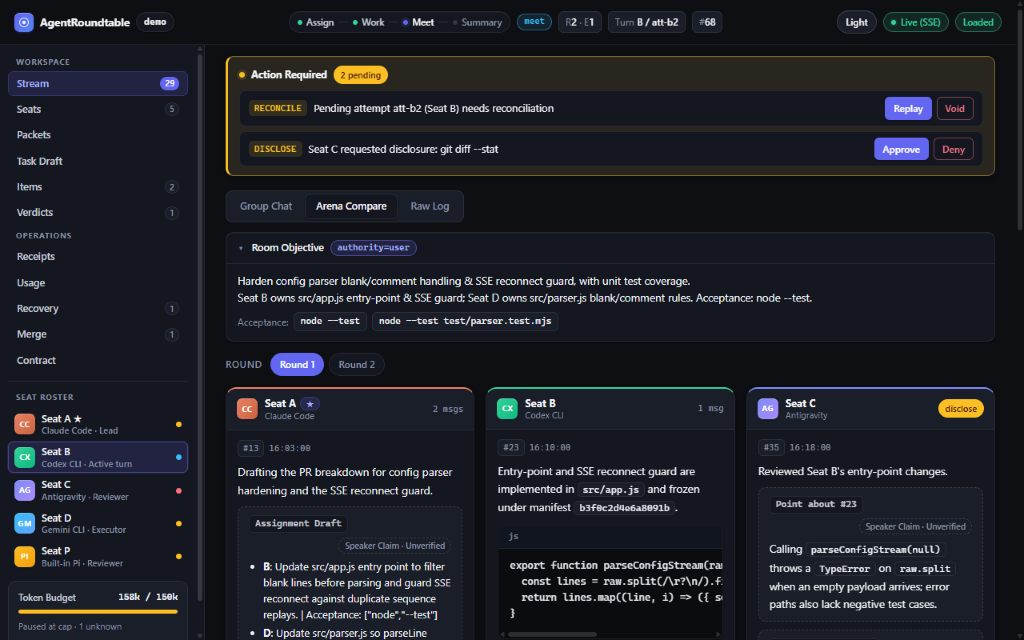 AgentRoundtable demo
Assign Work Meet Summary meet R2 · E1 Turn B / att-b2 #68 Light Live (SSE) Loaded
WORKSPACE
Stream 29
Seats 5
Packets
Task Draft
Items 2
Verdicts 1
OPERATIONS
Receipts
Usage
Recovery 1
Merge 1
Contract
SEAT ROSTER
CC Seat A ★
Claude Code · Lead
CX Seat B
Codex CLI · Active turn
AG Seat C
Antigravity · Reviewer
GM Seat D
Gemini CLI · Executor
PI Seat P
Built-in Pi · Reviewer
Token Budget 158k / 150k
Paused at cap · 1 unknown
Action Required 2 pending
RECONCILE Pending attempt att-b2 (Seat B) needs reconciliation Replay Void
DISCLOSE Seat C requested disclosure: git diff --stat Approve Deny
Group Chat Arena Compare Raw Log
Room Objective authority=user
Harden config parser blank/comment handling & SSE reconnect guard, with unit test coverage.
Seat B owns src/app.js entry-point & SSE guard; Seat D owns src/parser.js blank/comment rules. Acceptance: node --test.
Acceptance: node --test node --test test/parser.test.mjs
ROUND Round 1 Round 2
CC Seat A ★ 2 msgs
Claude Code
#13 16:03:00
Drafting the PR breakdown for config parser
hardening and the SSE reconnect guard.
Assignment Draft
Speaker Claim · Unverified
• B: Update src/app.js entry point to filter
blank lines before parsing and guard SSE
reconnect against duplicate sequence
replays. | Acceptance: ["node","--test"]
• D: Update src/parser.js so parseLine
CX Seat B 1 msg
Codex CLI
#23 16:10:00
Entry-point and SSE reconnect guard are
implemented in src/app.js and frozen
under manifest b3f0c2d4e6a8091b.
js
export function parseConfigStream(
const lines = raw.split(/\r?\n/).
return lines.map((line, i) => ({
}
AG Seat C disclose
Antigravity
#35 16:18:00
Reviewed Seat B's entry-point changes.
Point about #23
Speaker Claim · Unverified
Calling parseConfigStream(null)
throws a TypeError on raw.split
when an empty payload arrives; error
paths also lack negative test cases.